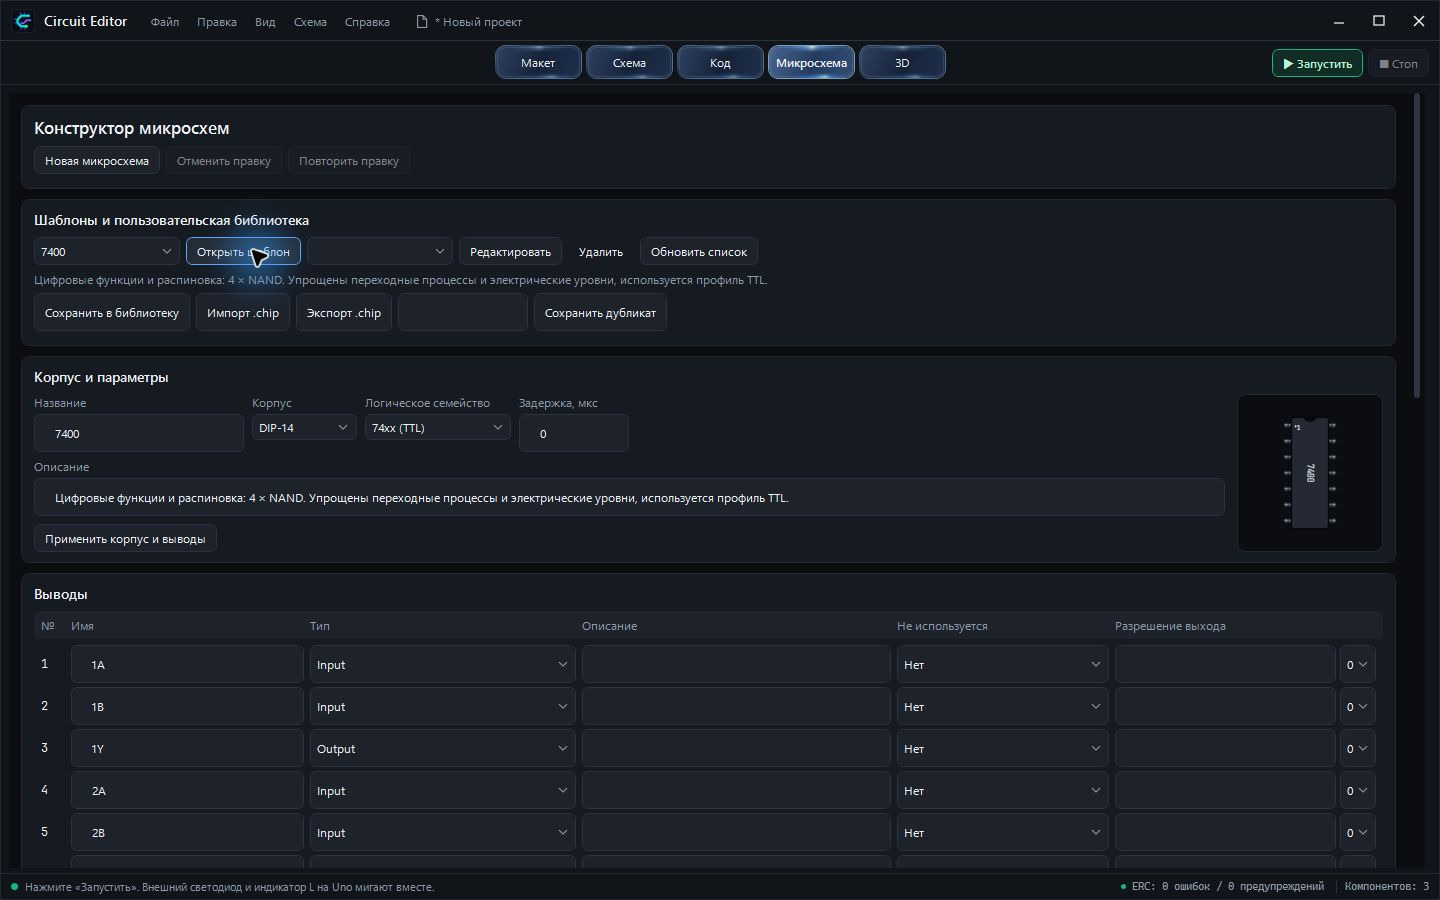 Circuit Editor Файл Правка Вид Схема Справка * Новый проект
Макет Схема Код Микросхема 3D Запустить Стоп
Конструктор микросхем
Новая микросхема Отменить правку Повторить правку
Шаблоны и пользовательская библиотека
7400 Открыть Редактировать Удалить Обновить список
Цифровые функции и распиновка: 4 × NAND. Упрощены переходные процессы и электрические уровни, используется профиль TTL.
Сохранить в библиотеку Импорт .chip Экспорт .chip Сохранить дубликат
Корпус и параметры
Название Корпус Логическое семейство Задержка, мкс
7400 DIP-14 74xx (TTL) 0
*1
7400
Описание
Цифровые функции и распиновка: 4 × NAND. Упрощены переходные процессы и электрические уровни, используется профиль TTL.
Применить корпус и выводы
Выводы
№ Имя Тип Описание Не используется Разрешение выхода
1 1A Input Нет 0
2 1B Input Нет 0
3 1Y Output Нет 0
4 2A Input Нет 0
5 2B Input Нет 0
Нажмите «Запустить». Внешний светодиод и индикатор L на Uno мигают вместе. ERC: 0 ошибок / 0 предупреждений Компонентов: 3